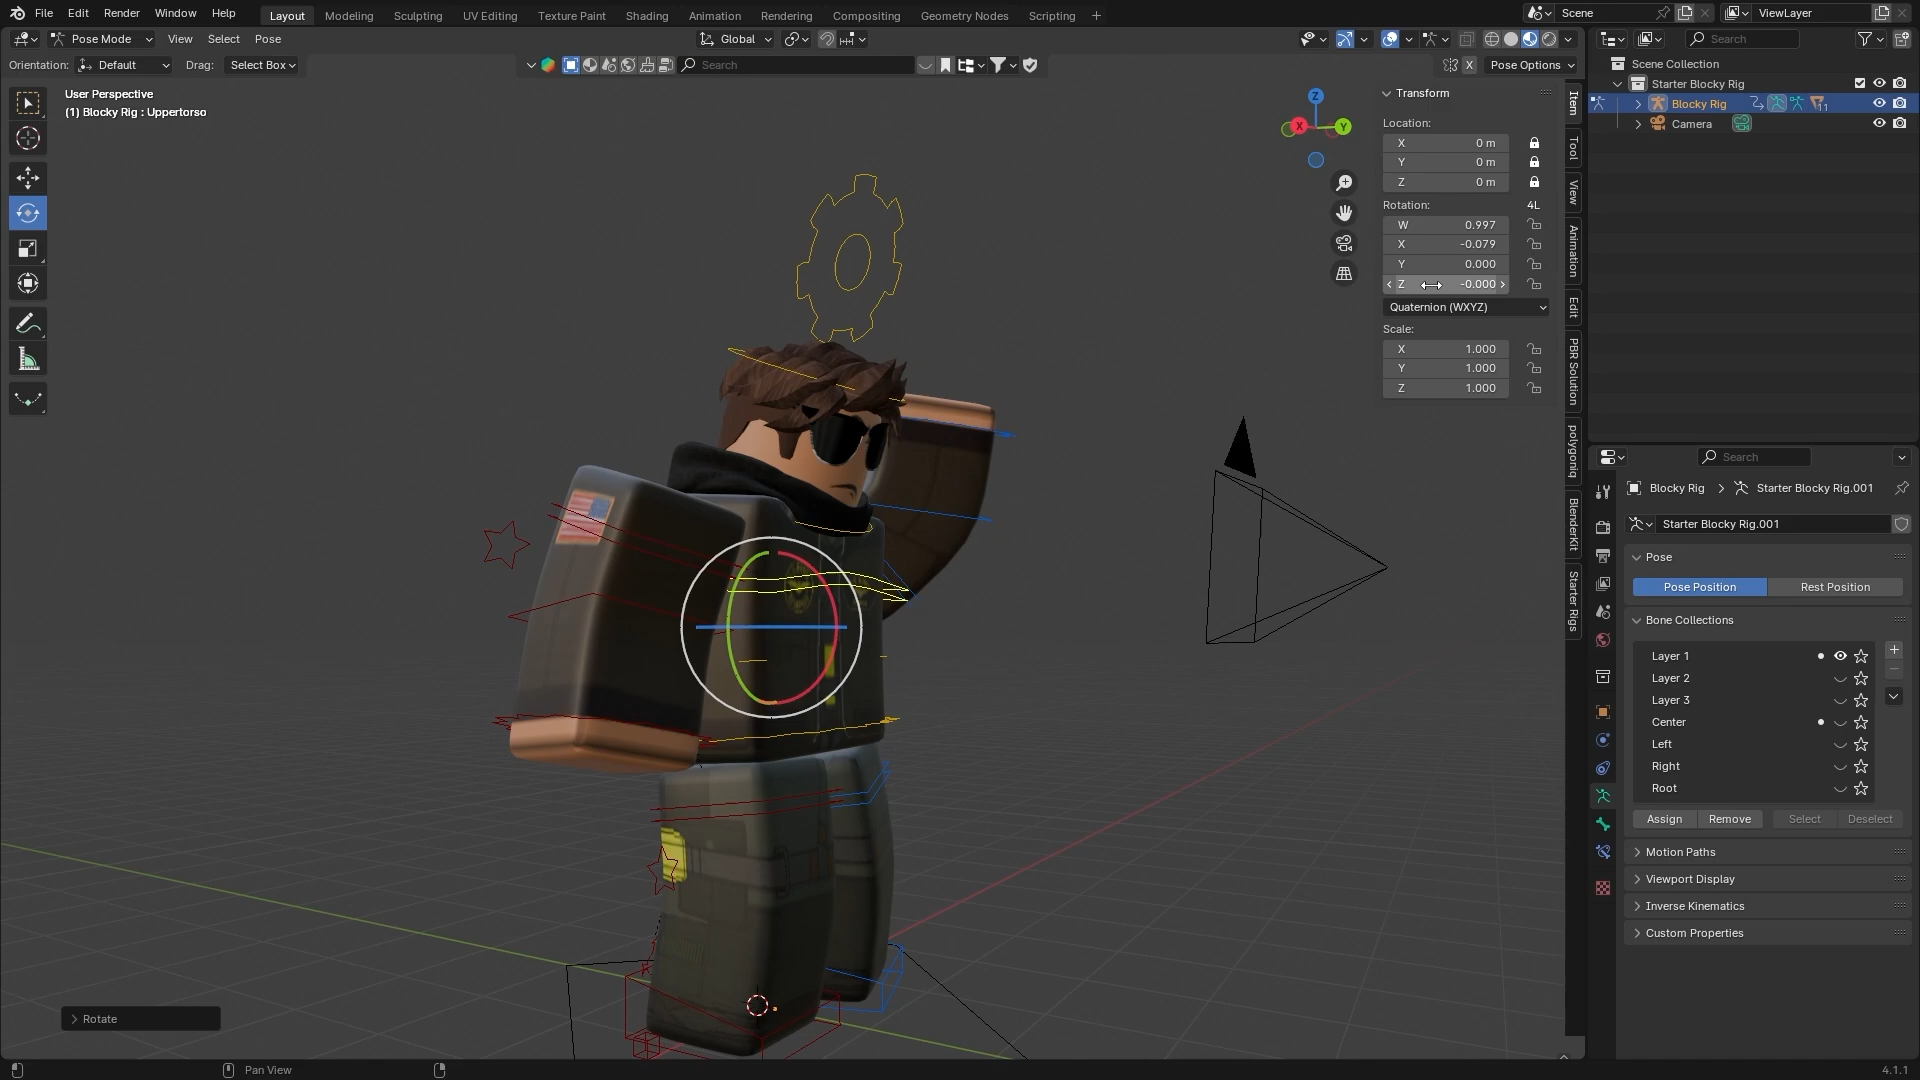 File Edit Render Window Help Layout Modeling Sculpting UV Editing Texture Paint Shading Animation Rendering Compositing Geometry Nodes Scripting + Scene ViewLayer
Pose Mode View Select Pose Global Search
Orientation: Default Drag: Select Box Search X Pose Options
User Perspective
(1) Blocky Rig : Uppertorso
Z
X
Y
Transform
Location:
X 0 m
Y 0 m
Z 0 m
Rotation: 4L
W 0.997
X -0.079
Y 0.000
Z -0.000
Quaternion (WXYZ)
Scale:
X 1.000
Y 1.000
Z 1.000
Item
Tool
View
Animation
Edit
PBR Solution
polygoniq
BlenderKit
Starter Rigs
Scene Collection
Starter Blocky Rig
Blocky Rig 11
Camera
Search
Blocky Rig > Starter Blocky Rig.001
Starter Blocky Rig.001
Pose
Pose Position Rest Position
Bone Collections
Layer 1
Layer 2
Layer 3
Center
Left
Right
Root
Assign Remove Select Deselect
Motion Paths
Viewport Display
Inverse Kinematics
Custom Properties
Rotate
Pan View
4.1.1